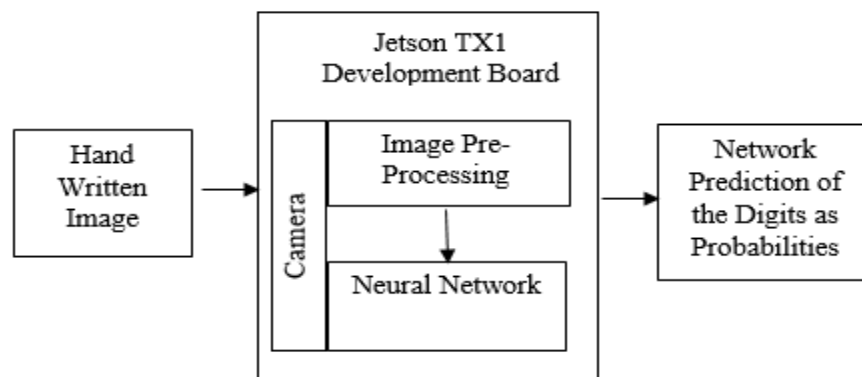 Hand
Written
Image
Jetson TX1
Development Board
Camera
Image Pre-
Processing
Neural Network
Network
Prediction of
the Digits as
Probabilities